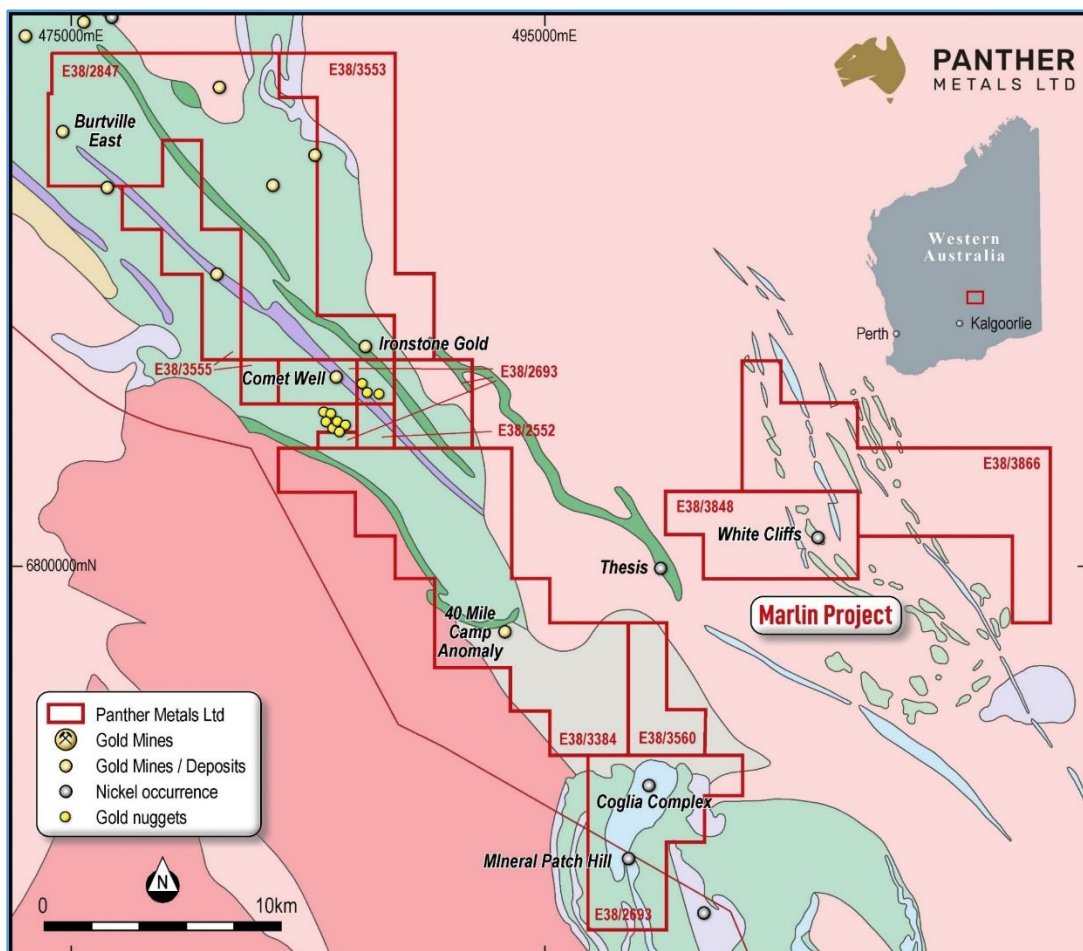 475000mE
495000mE
PANTHER
METALS LTD
E38/2847
E38/3553
Burtville
East
Western
Australia
Perth
Kalgoorlie
Ironstone Gold
E38/3555
Comet Well
E38/2693
E38/2552
E38/3866
E38/3848
White Cliffs
6800000mN
Thesis
Marlin Project
40 Mile
Camp
Anomaly
E38/3384
E38/3560
Coglia Complex
MIneral Patch Hill
E38/2693
Panther Metals Ltd
Gold Mines
Gold Mines / Deposits
Nickel occurrence
Gold nuggets
N
0
10km